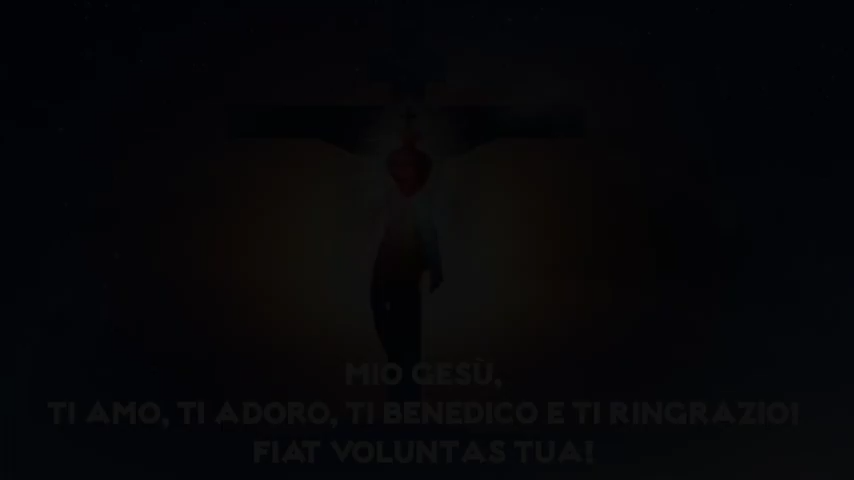 MIO GESÙ,
TI AMO, TI ADORO, TI BENEDICO E TI RINGRAZIO!
FIAT VOLUNTAS TUA!